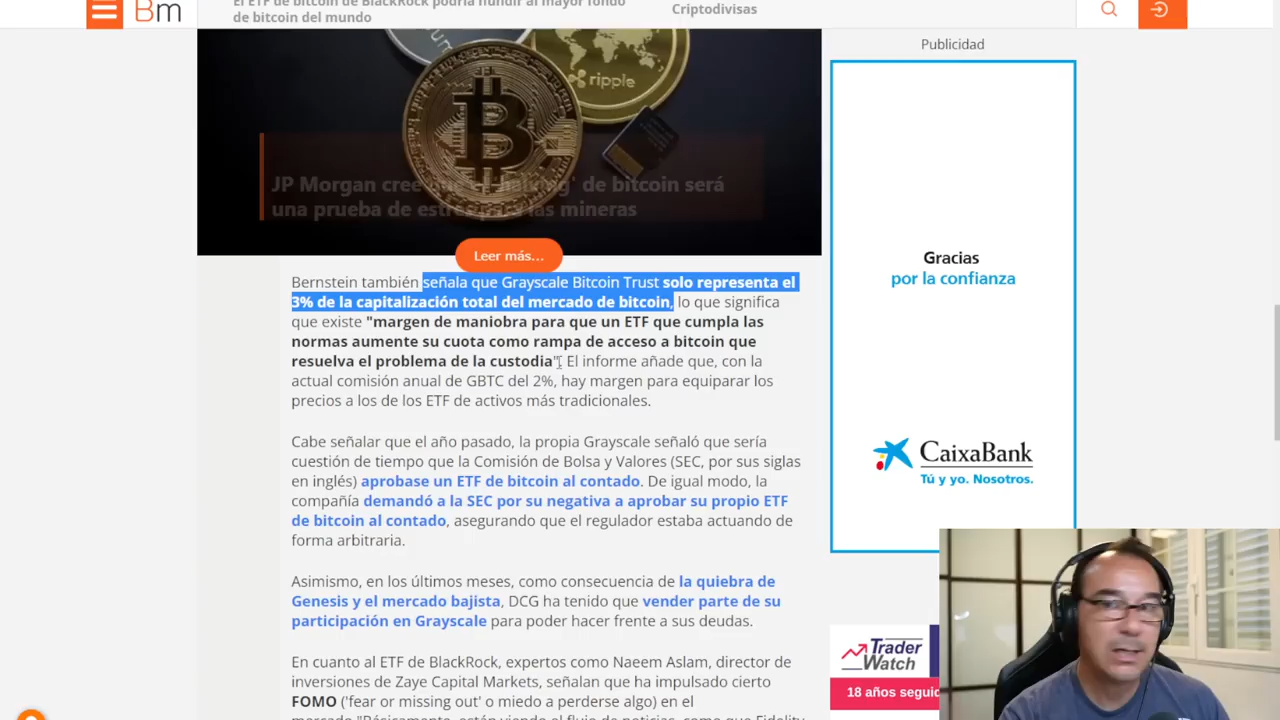 Bm
El ETF de bitcoin de BlackRock podría hundir al mayor fondo
de bitcoin del mundo
Criptodivisas
Publicidad
ripple
JP Morgan cree que el 'halving' de bitcoin será
una prueba de estrés para las mineras
Leer más...
Bernstein también señala que Grayscale Bitcoin Trust solo representa el
3% de la capitalización total del mercado de bitcoin, lo que significa
que existe "margen de maniobra para que un ETF que cumpla las
normas aumente su cuota como rampa de acceso a bitcoin que
resuelva el problema de la custodia". El informe añade que, con la
actual comisión anual de GBTC del 2%, hay margen para equiparar los
precios a los de los ETF de activos más tradicionales.
Cabe señalar que el año pasado, la propia Grayscale señaló que sería
cuestión de tiempo que la Comisión de Bolsa y Valores (SEC, por sus siglas
en inglés) aprobase un ETF de bitcoin al contado. De igual modo, la
compañía demandó a la SEC por su negativa a aprobar su propio ETF
de bitcoin al contado, asegurando que el regulador estaba actuando de
forma arbitraria.
Asimismo, en los últimos meses, como consecuencia de la quiebra de
Genesis y el mercado bajista, DCG ha tenido que vender parte de su
participación en Grayscale para poder hacer frente a sus deudas.
En cuanto al ETF de BlackRock, expertos como Naeem Aslam, director de
inversiones de Zaye Capital Markets, señalan que ha impulsado cierto
FOMO ('fear or missing out' o miedo a perderse algo) en el
mercado "Básicamente, están viendo el flujo de noticias, como que Fidelity
Gracias
por la confianza
CaixaBank
Tú y yo. Nosotros.
Trader
Watch
18 años seguid